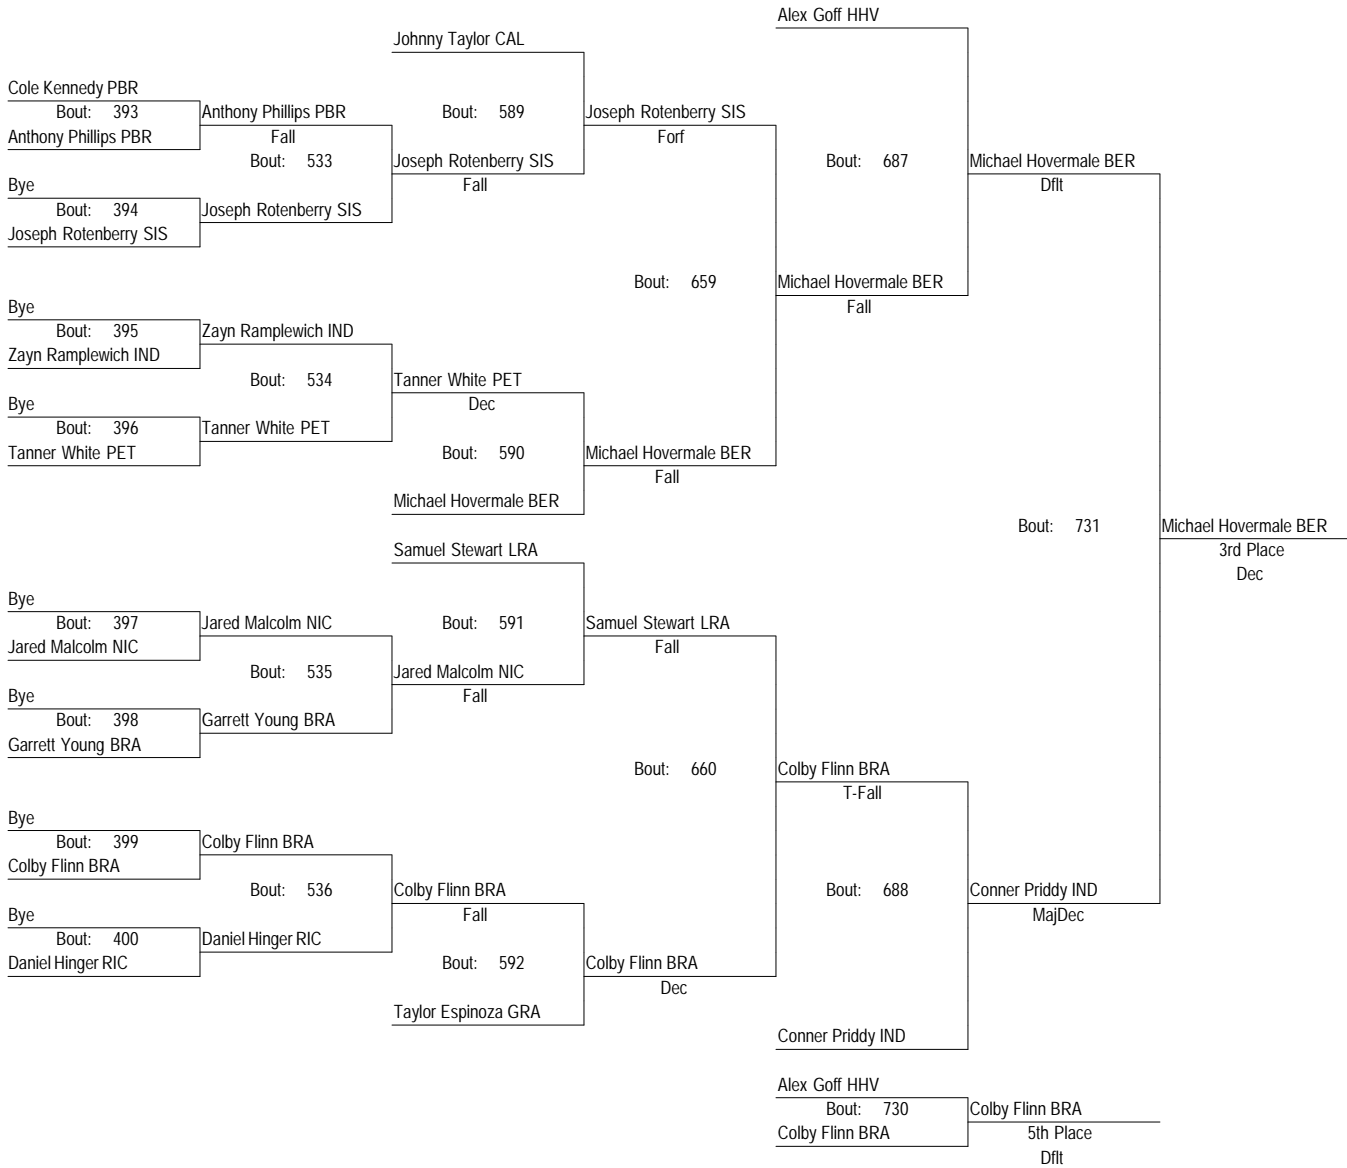 Alex Goff HHV
Johnny Taylor CAL
Cole Kennedy PBR
Bout: 393
Anthony Phillips PBR
Bout: 589
Joseph Rotenberry SIS
Anthony Phillips PBR
Fall
Forf
Bout: 533
Joseph Rotenberry SIS
Bout: 687
Michael Hovermale BER
Bye
Fall
Dflt
Bout: 394
Joseph Rotenberry SIS
Joseph Rotenberry SIS
Bout: 659
Michael Hovermale BER
Bye
Fall
Bout: 395
Zayn Ramplewich IND
Zayn Ramplewich IND
Bout: 534
Tanner White PET
Bye
Dec
Bout: 396
Tanner White PET
Tanner White PET
Bout: 590
Michael Hovermale BER
Fall
Michael Hovermale BER
Bout: 731
Michael Hovermale BER
Samuel Stewart LRA
3rd Place
Dec
Bye
Bout: 397
Jared Malcolm NIC
Bout: 591
Samuel Stewart LRA
Jared Malcolm NIC
Fall
Bout: 535
Jared Malcolm NIC
Bye
Fall
Bout: 398
Garrett Young BRA
Garrett Young BRA
Bout: 660
Colby Flinn BRA
T-Fall
Bye
Bout: 399
Colby Flinn BRA
Colby Flinn BRA
Bout: 536
Colby Flinn BRA
Bout: 688
Conner Priddy IND
Bye
Fall
MajDec
Bout: 400
Daniel Hinger RIC
Daniel Hinger RIC
Bout: 592
Colby Flinn BRA
Dec
Taylor Espinoza GRA
Conner Priddy IND
Alex Goff HHV
Bout: 730
Colby Flinn BRA
Colby Flinn BRA
5th Place
Dflt